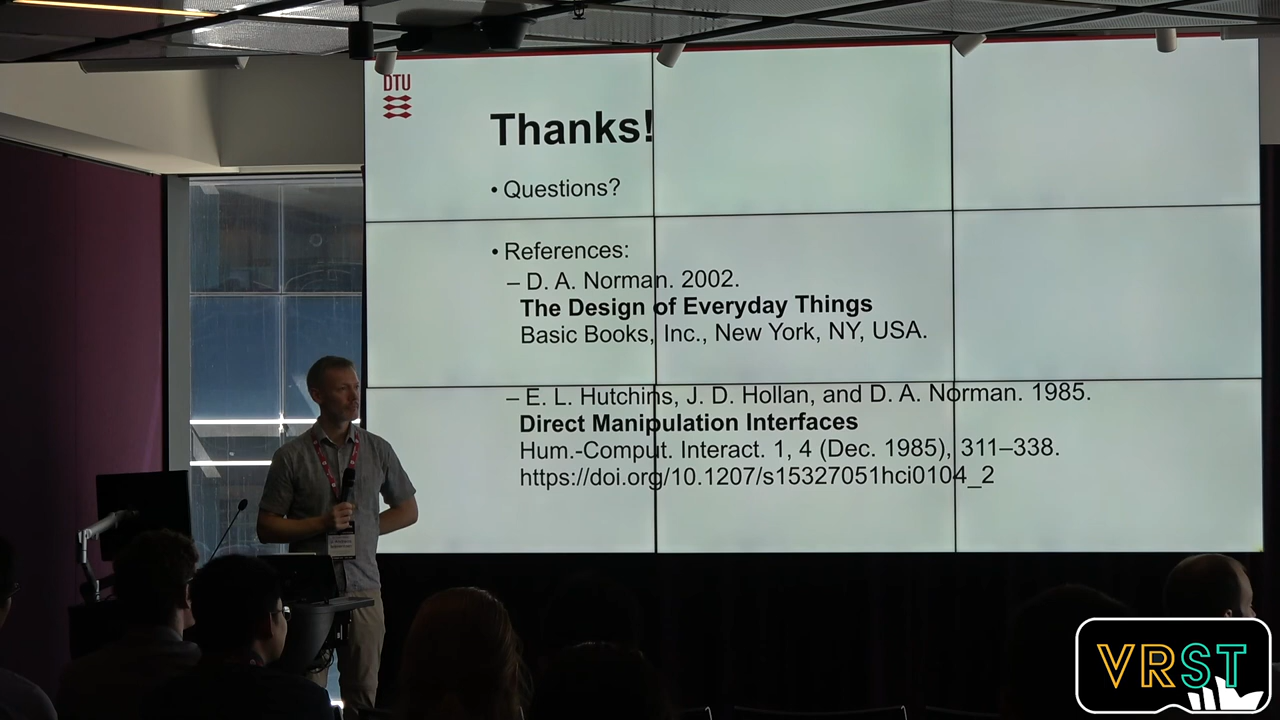 DTU
Thanks!
• Questions?
• References:
– D. A. Norman. 2002.
The Design of Everyday Things
Basic Books, Inc., New York, NY, USA.
– E. L. Hutchins, J. D. Hollan, and D. A. Norman. 1985.
Direct Manipulation Interfaces
Hum.-Comput. Interact. 1, 4 (Dec. 1985), 311–338.
https://doi.org/10.1207/s15327051hci0104_2
VRST